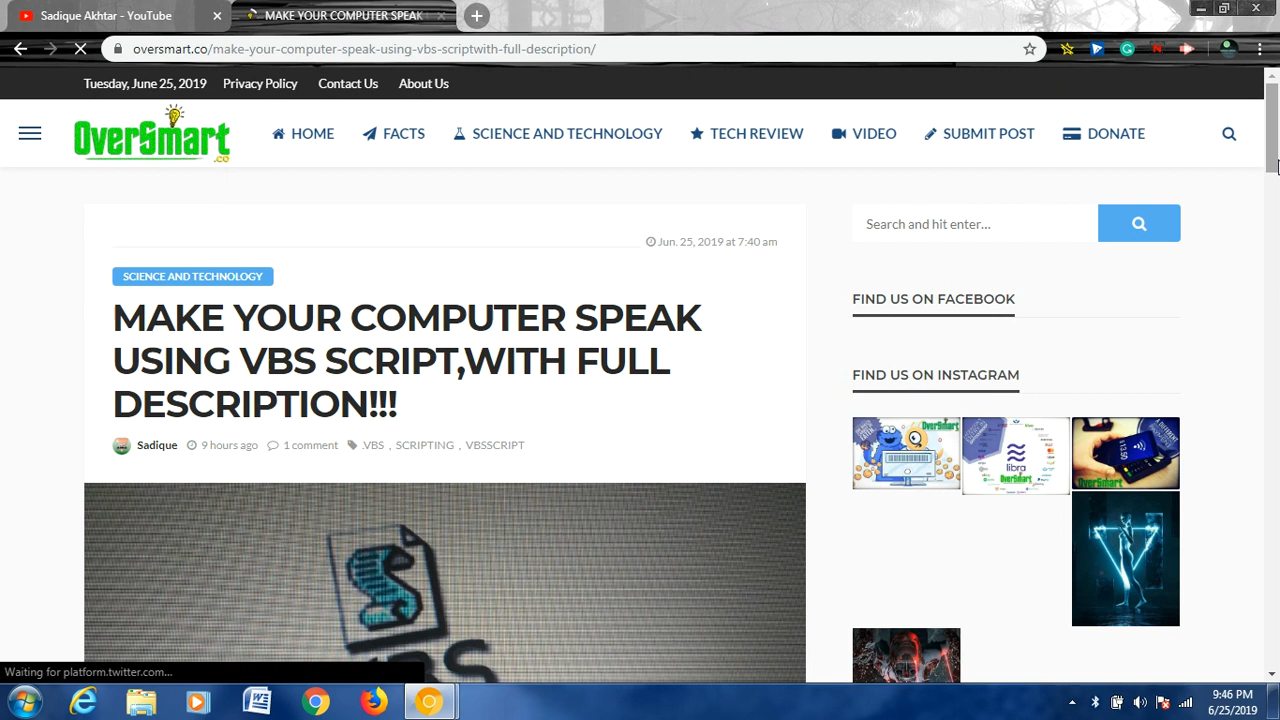 Sadique Akhtar - YouTube
MAKE YOUR COMPUTER SPEAK
oversmart.co/make-your-computer-speak-using-vbs-scriptwith-full-description/
Tuesday, June 25, 2019 Privacy Policy Contact Us About Us
OverSmart .co
HOME FACTS SCIENCE AND TECHNOLOGY TECH REVIEW VIDEO SUBMIT POST DONATE
Search and hit enter...
Jun. 25, 2019 at 7:40 am
SCIENCE AND TECHNOLOGY
MAKE YOUR COMPUTER SPEAK
USING VBS SCRIPT,WITH FULL
DESCRIPTION!!!
Sadique 9 hours ago 1 comment .VBS , SCRIPTING , VBSSCRIPT
FIND US ON FACEBOOK
FIND US ON INSTAGRAM
OverSmart
libra
OverSmart
OverSmart
Waiting for platform.twitter.com...
9:46 PM
6/25/2019